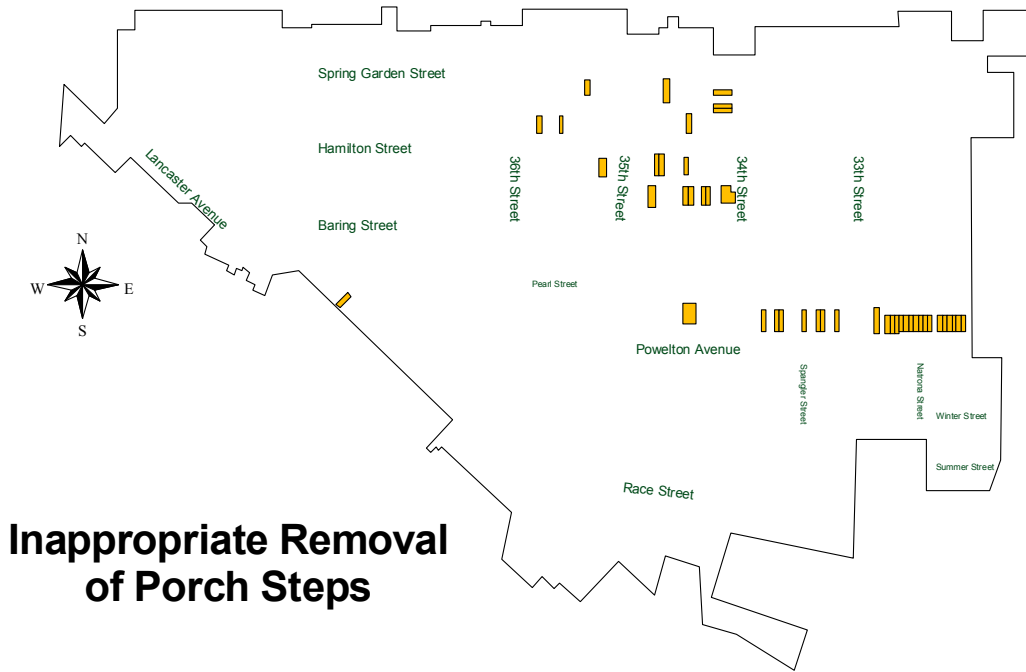 Spring Garden Street
Hamilton Street
Lancaster Avenue
36th Street
35th Street
34th Street
33th Street
Baring Street
N
W
E
S
Pearl Street
Powelton Avenue
Spangler Street
Natrona Street
Winter Street
Summer Street
Race Street
Inappropriate Removal
of Porch Steps